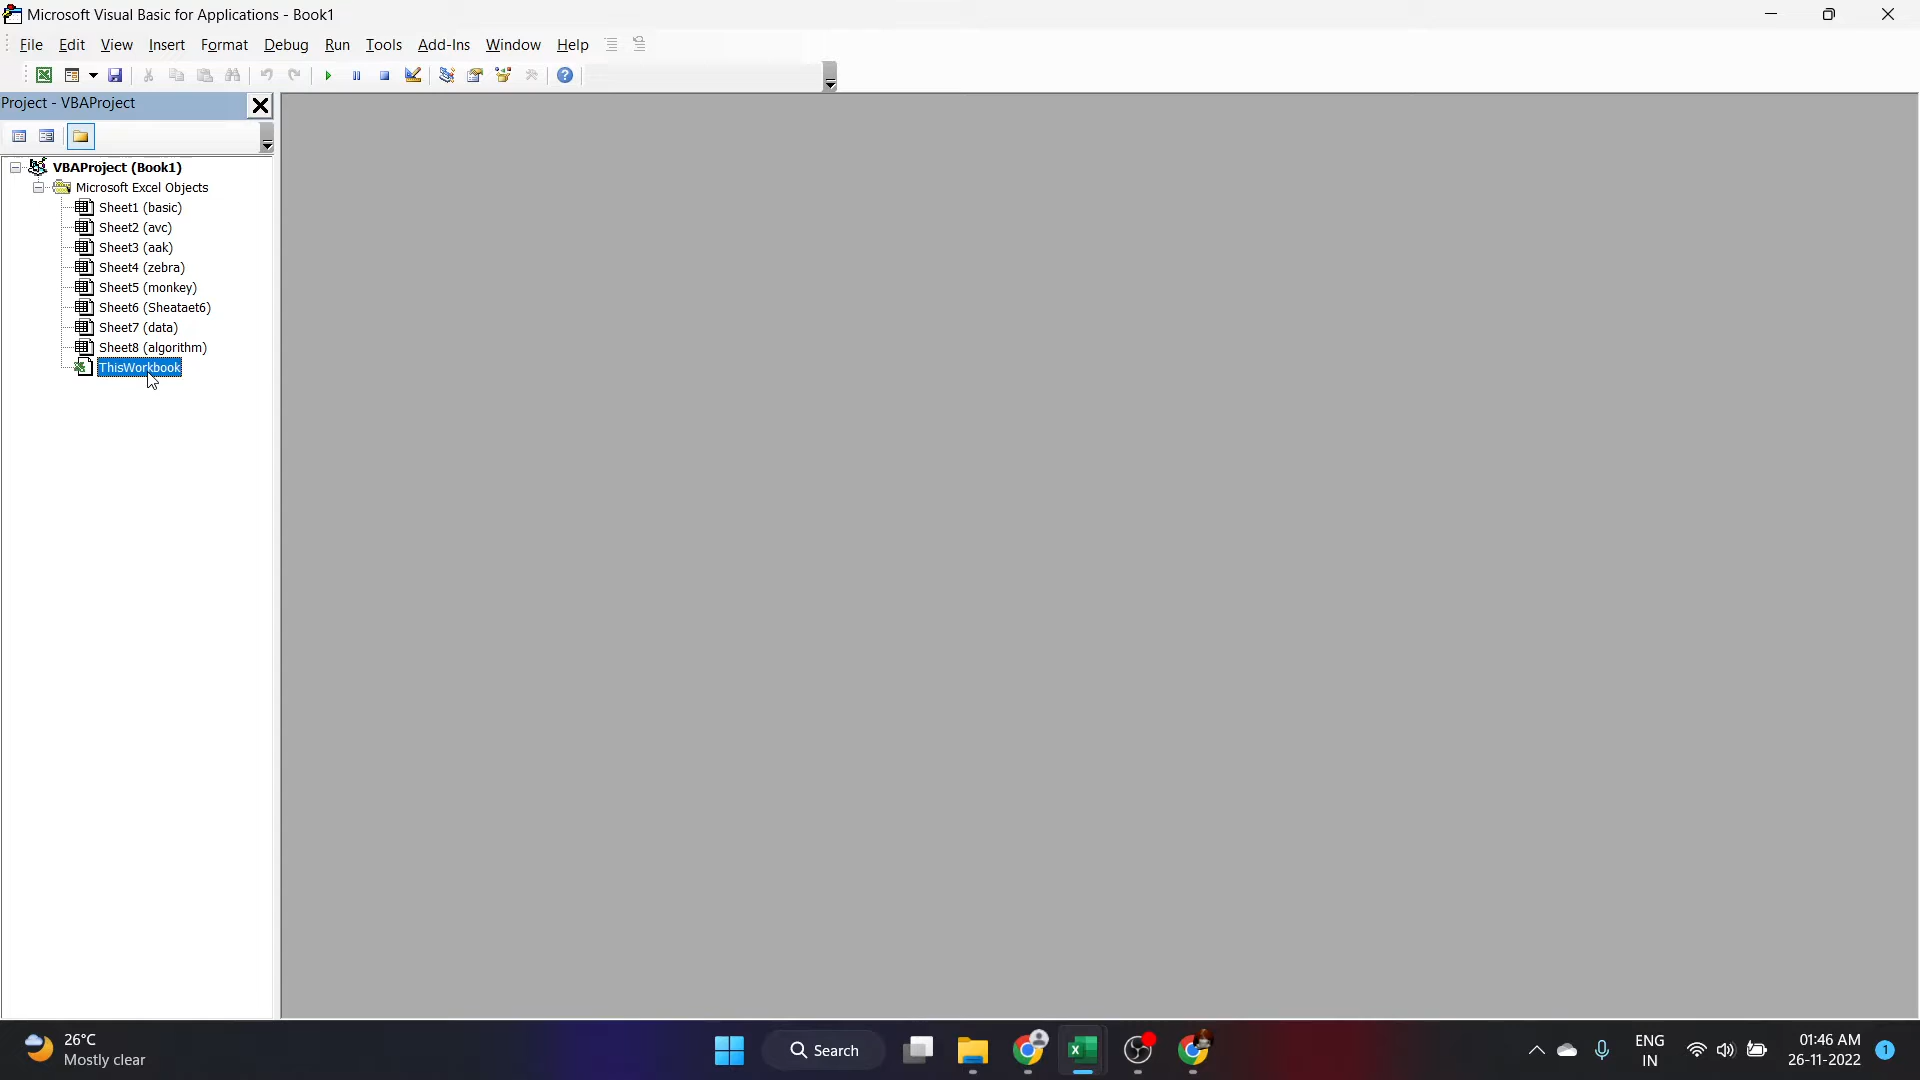 Microsoft Visual Basic for Applications - Book1
File Edit View Insert Format Debug Run Tools Add-Ins Window Help
Project - VBAProject
VBAProject (Book1)
Microsoft Excel Objects
Sheet1 (basic)
Sheet2 (avc)
Sheet3 (aak)
Sheet4 (zebra)
Sheet5 (monkey)
Sheet6 (Sheataet6)
Sheet7 (data)
Sheet8 (algorithm)
ThisWorkbook
26°C
Mostly clear
Search
ENG
IN
01:46 AM
26-11-2022
1